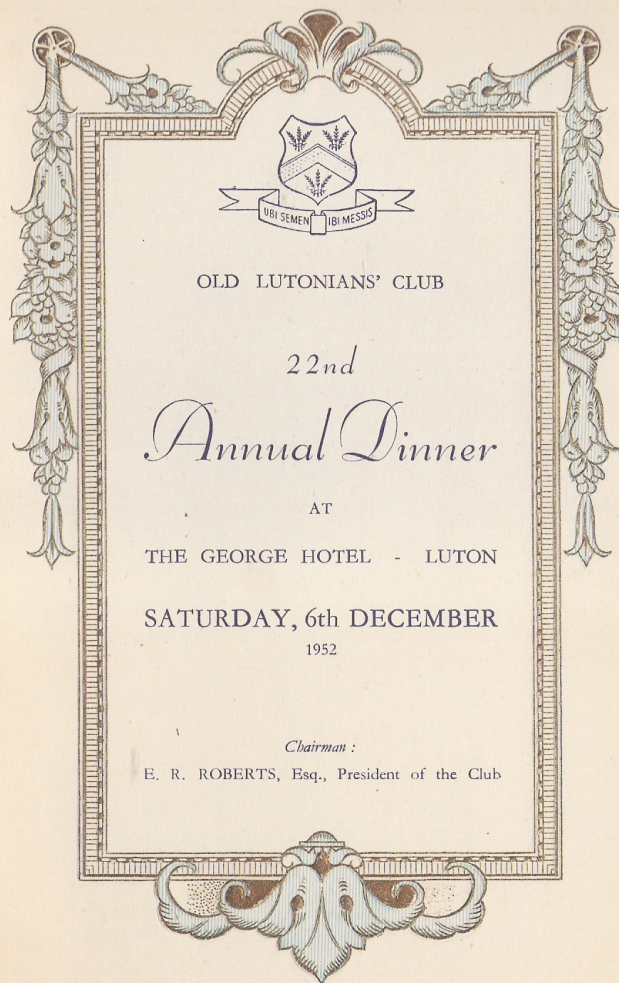 UBI SEMEN IBI MESSIS
OLD LUTONIANS' CLUB
22nd
Annual Dinner
AT
THE GEORGE HOTEL - LUTON
SATURDAY, 6th DECEMBER
1952
Chairman :
E. R. ROBERTS, Esq., President of the Club